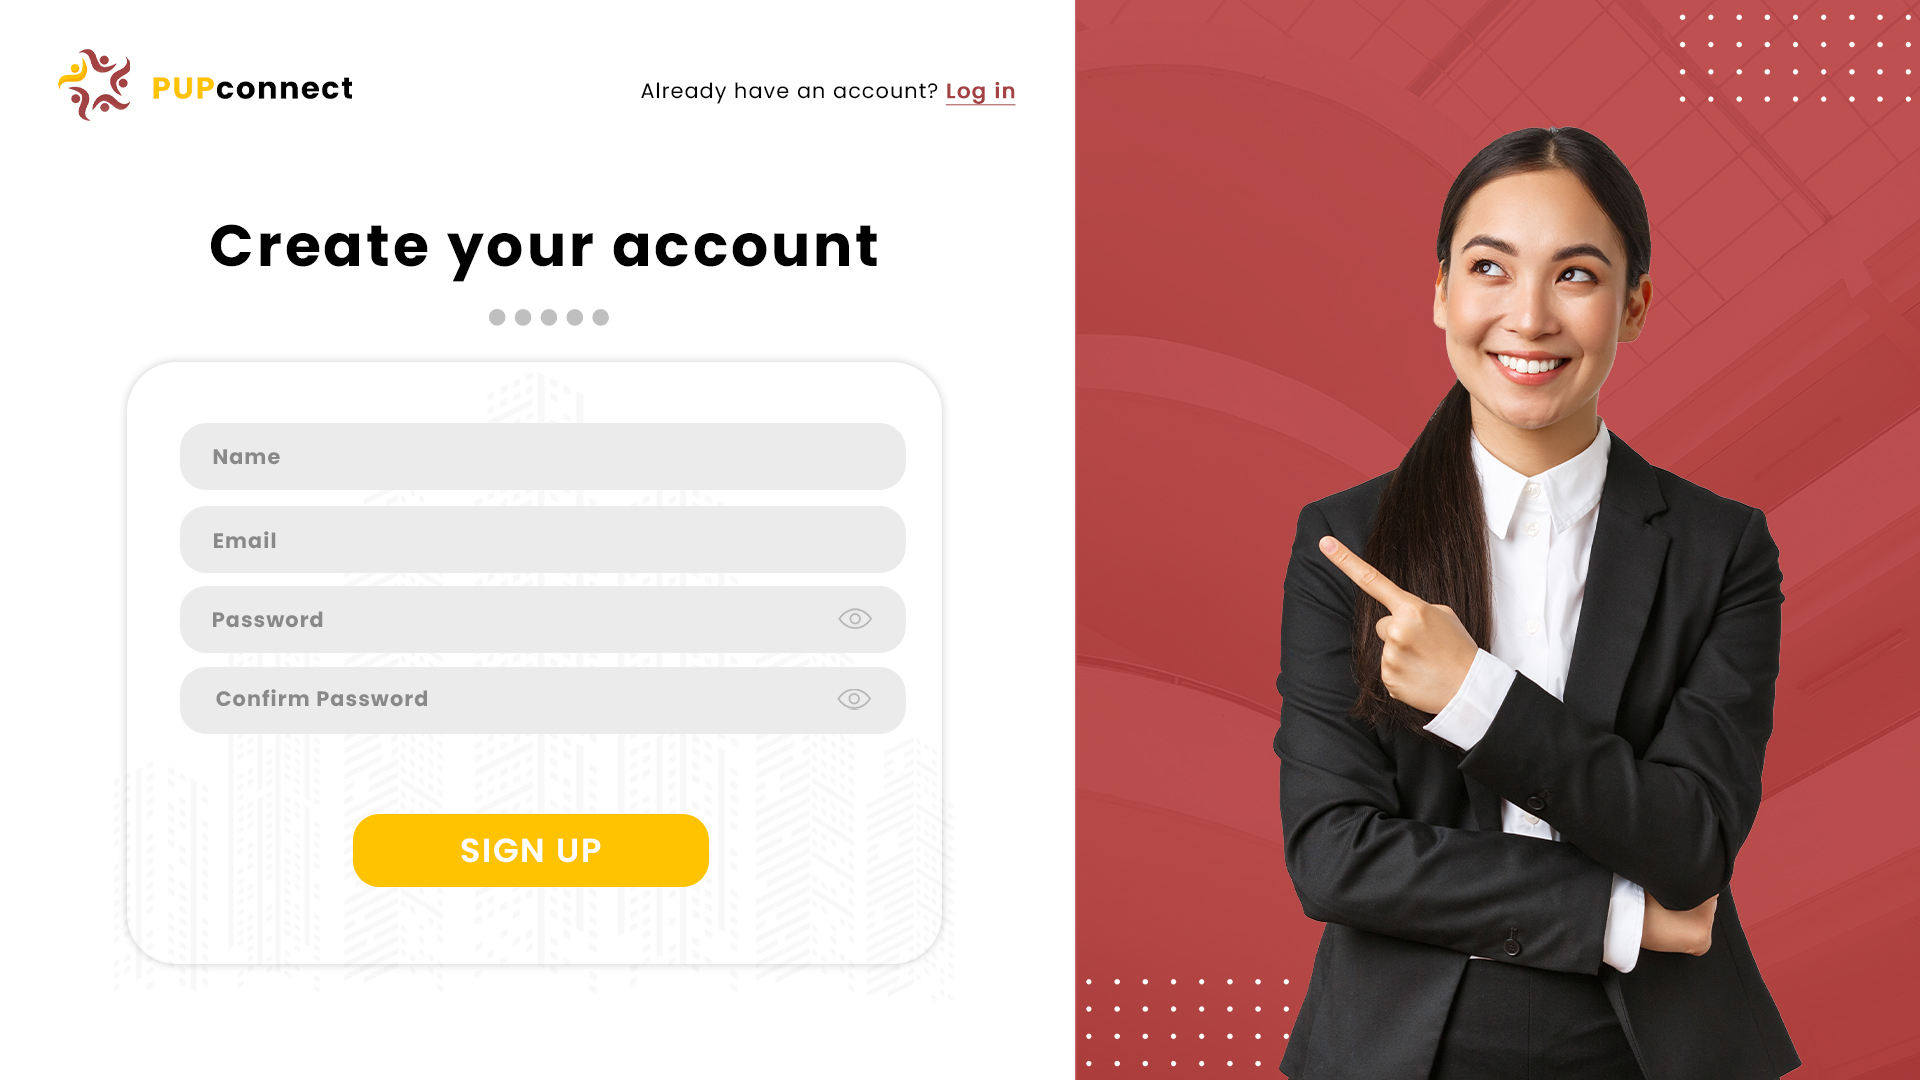 PUPconnect
Already have an account? Log in
Create your account
Name
Email
Password
Confirm Password
SIGN UP